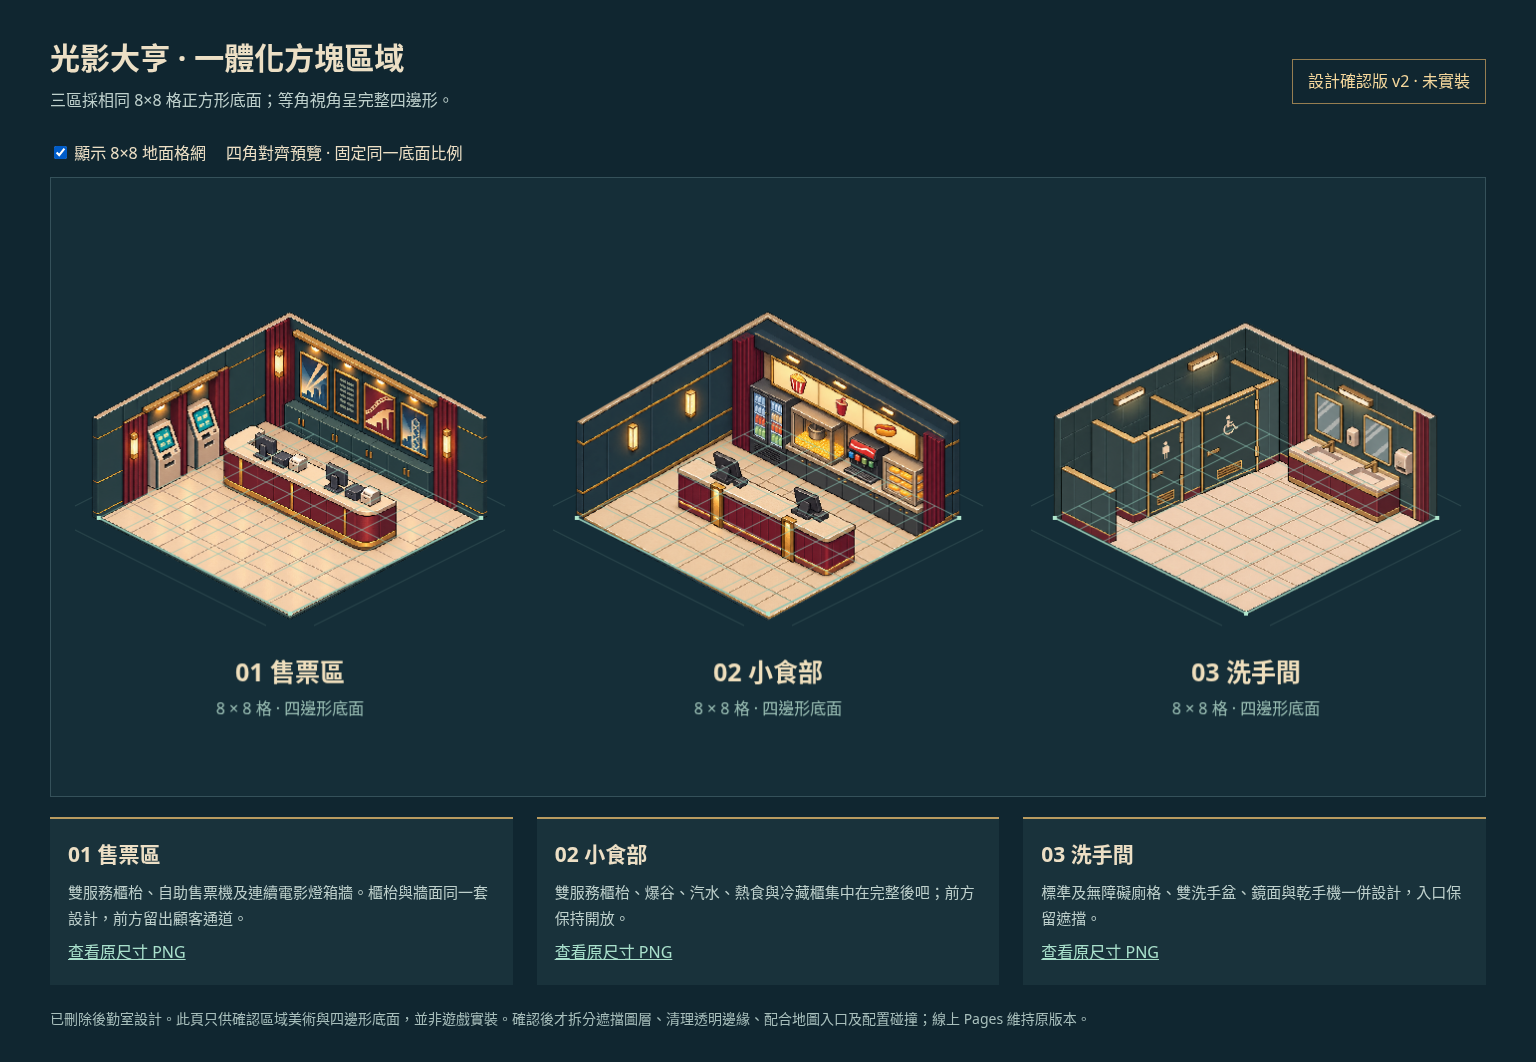 光影大亨 · 一體化方塊區域
三區採相同 8×8 格正方形底面；等角視角呈完整四邊形。
設計確認版 v2 · 未實裝
顯示 8×8 地面格網
四角對齊預覽 · 固定同一底面比例
01 售票區
8 × 8 格 · 四邊形底面
02 小食部
8 × 8 格 · 四邊形底面
03 洗手間
8 × 8 格 · 四邊形底面
01 售票區
雙服務櫃枱、自助售票機及連續電影燈箱牆。櫃枱與牆面同一套
設計，前方留出顧客通道。
查看原尺寸 PNG
02 小食部
雙服務櫃枱、爆谷、汽水、熱食與冷藏櫃集中在完整後吧；前方
保持開放。
查看原尺寸 PNG
03 洗手間
標準及無障礙廁格、雙洗手盆、鏡面與乾手機一併設計，入口保
留遮擋。
查看原尺寸 PNG
已刪除後勤室設計。此頁只供確認區域美術與四邊形底面，並非遊戲實裝。確認後才拆分遮擋圖層、清理透明邊緣、配合地圖入口及配置碰撞；線上 Pages 維持原版本。